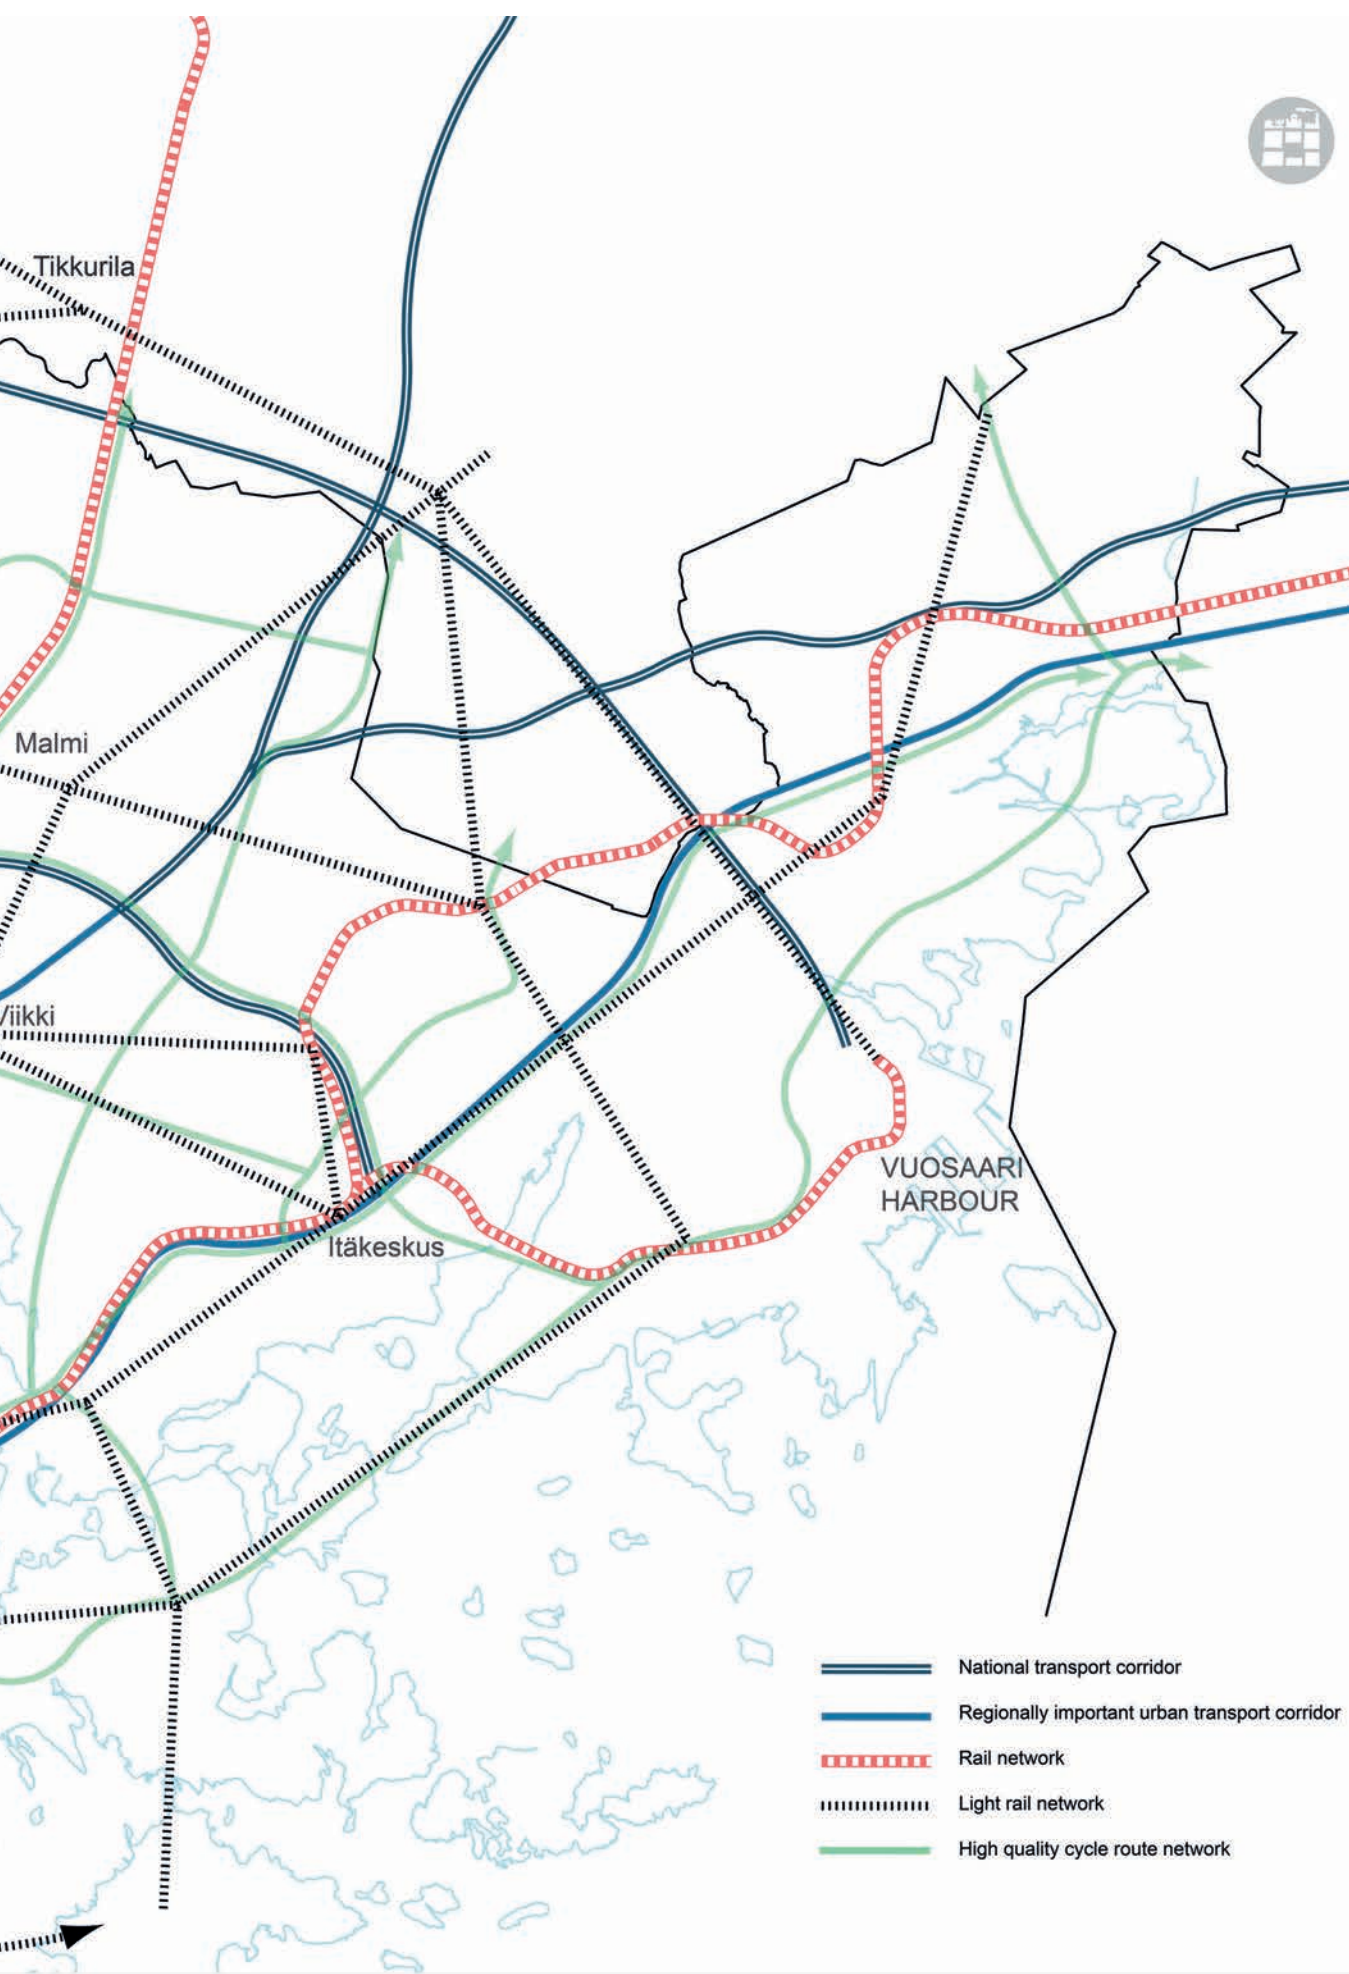 Tikkurila
Malmi
Viikki
VUOSAARI
HARBOUR
Itäkeskus
National transport corridor
Regionally important urban transport corridor
Rail network
Light rail network
High quality cycle route network